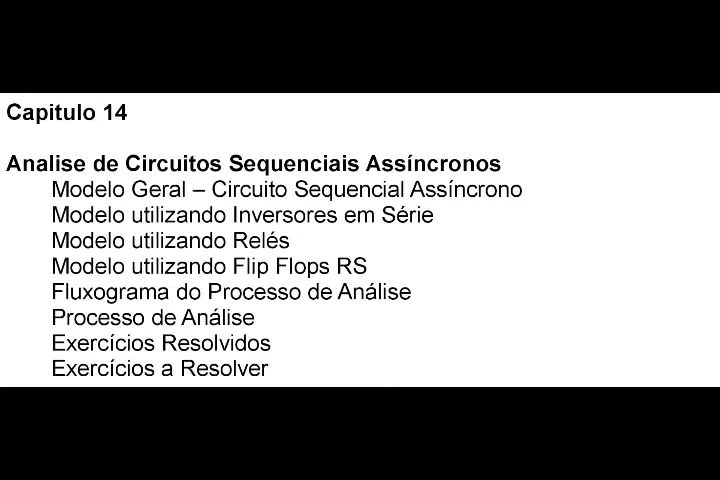 Capitulo 14
Analise de Circuitos Sequenciais Assíncronos
Modelo Geral – Circuito Sequencial Assíncrono
Modelo utilizando Inversores em Série
Modelo utilizando Relés
Modelo utilizando Flip Flops RS
Fluxograma do Processo de Análise
Processo de Análise
Exercícios Resolvidos
Exercícios a Resolver